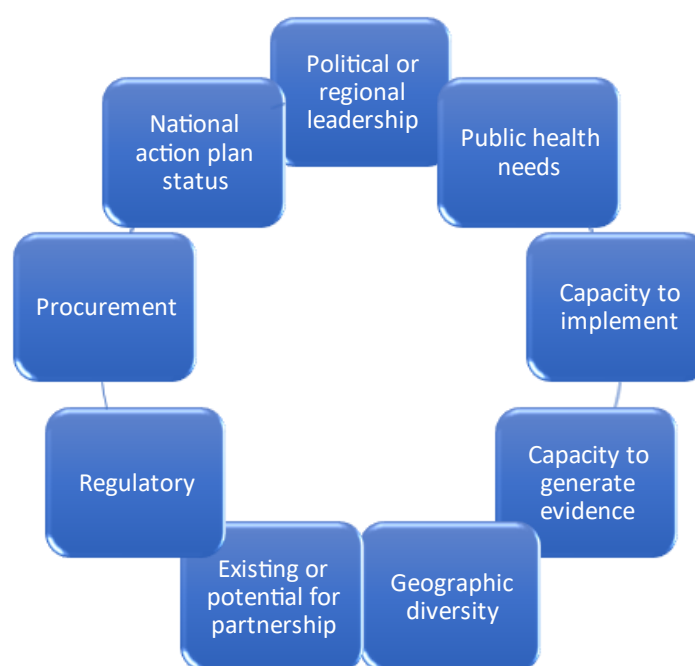 Political or
regional
leadership
Public health
needs
Capacity to
implement
Capacity to
generate
evidence
Geographic
diversity
Existing or
potential for
partnership
Regulatory
Procurement
National
action plan
status